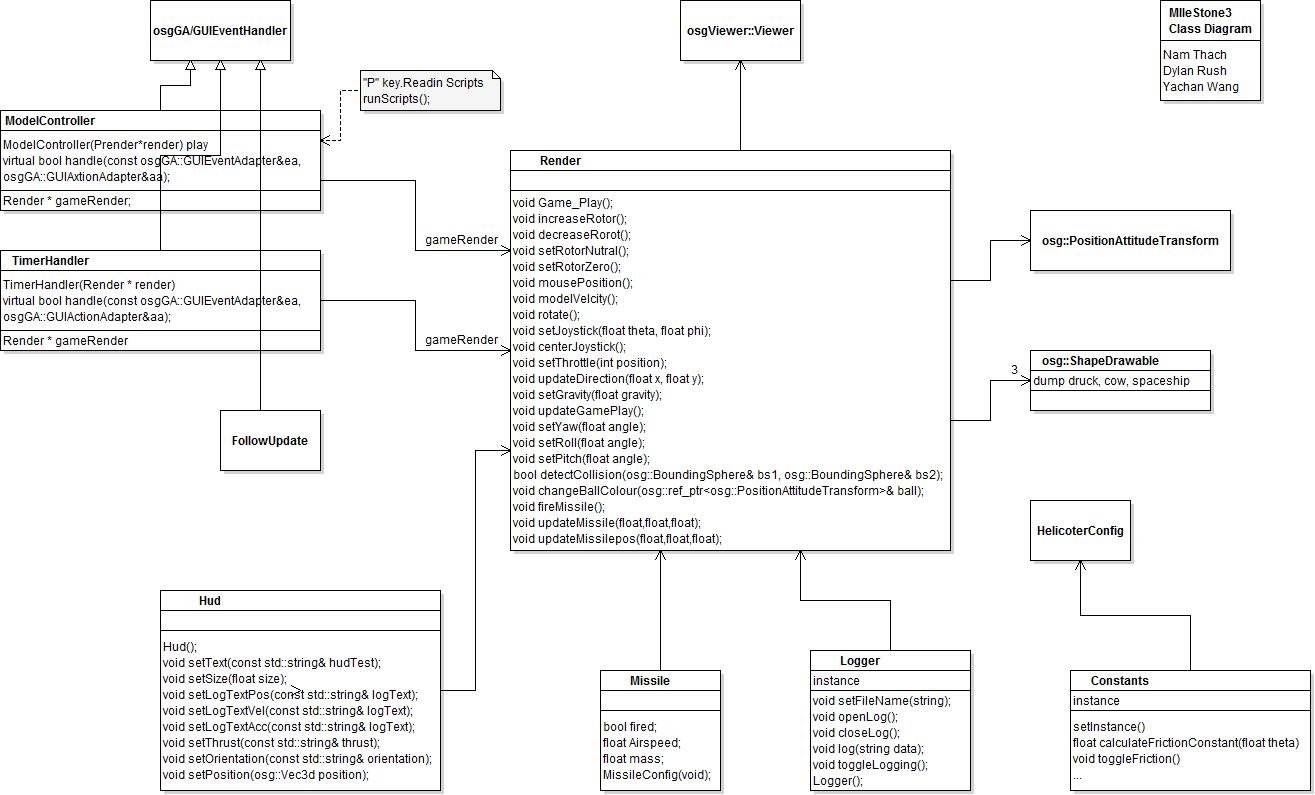 osgGA/GUIEventHandler
osgViewer::Viewer
MIleStone3
Class Diagram
Nam Thach
Dylan Rush
Yachan Wang
"P" key.Readin Scripts
runScripts();
ModelController
ModelController(Prender*render) play
virtual bool handle(const osgGA::GUIEventAdapter&ea,
osgGA::GUIAxtionAdapter&aa);
Render * gameRender;
gameRender
TimerHandler
TimerHandler(Render * render)
virtual bool handle(const osgGA::GUIEventAdapter&ea,
osgGA::GUIActionAdapter&aa);
Render * gameRender
gameRender
FollowUpdate
Render
void Game_Play();
void increaseRotor();
void decreaseRorot();
void setRotorNutral();
void setRotorZero();
void mousePosition();
void modelVelcity();
void rotate();
void setJoystick(float theta, float phi);
void centerJoystick();
void setThrottle(int position);
void updateDirection(float x, float y);
void setGravity(float gravity);
void updateGamePlay();
void setYaw(float angle);
void setRoll(float angle);
void setPitch(float angle);
bool detectCollision(osg::BoundingSphere& bs1, osg::BoundingSphere& bs2);
void changeBallColour(osg::ref_ptr<osg::PositionAttitudeTransform>& ball);
void fireMissile();
void updateMissile(float,float,float);
void updateMissilepos(float,float,float);
osg::PositionAttitudeTransform
3
osg::ShapeDrawable
dump druck, cow, spaceship
HelicoterConfig
Hud
Hud();
void setText(const std::string& hudTest);
void setSize(float size);
void setLogTextPos(const std::string& logText);
void setLogTextVel(const std::string& logText);
void setLogTextAcc(const std::string& logText);
void setThrust(const std::string& thrust);
void setOrientation(const std::string& orientation);
void setPosition(osg::Vec3d position);
Missile
bool fired;
float Airspeed;
float mass;
MissileConfig(void);
Logger
instance
void setFileName(string);
void openLog();
void closeLog();
void log(string data);
void toggleLogging();
Logger();
Constants
instance
setInstance()
float calculateFrictionConstant(float theta)
void toggleFriction()
...